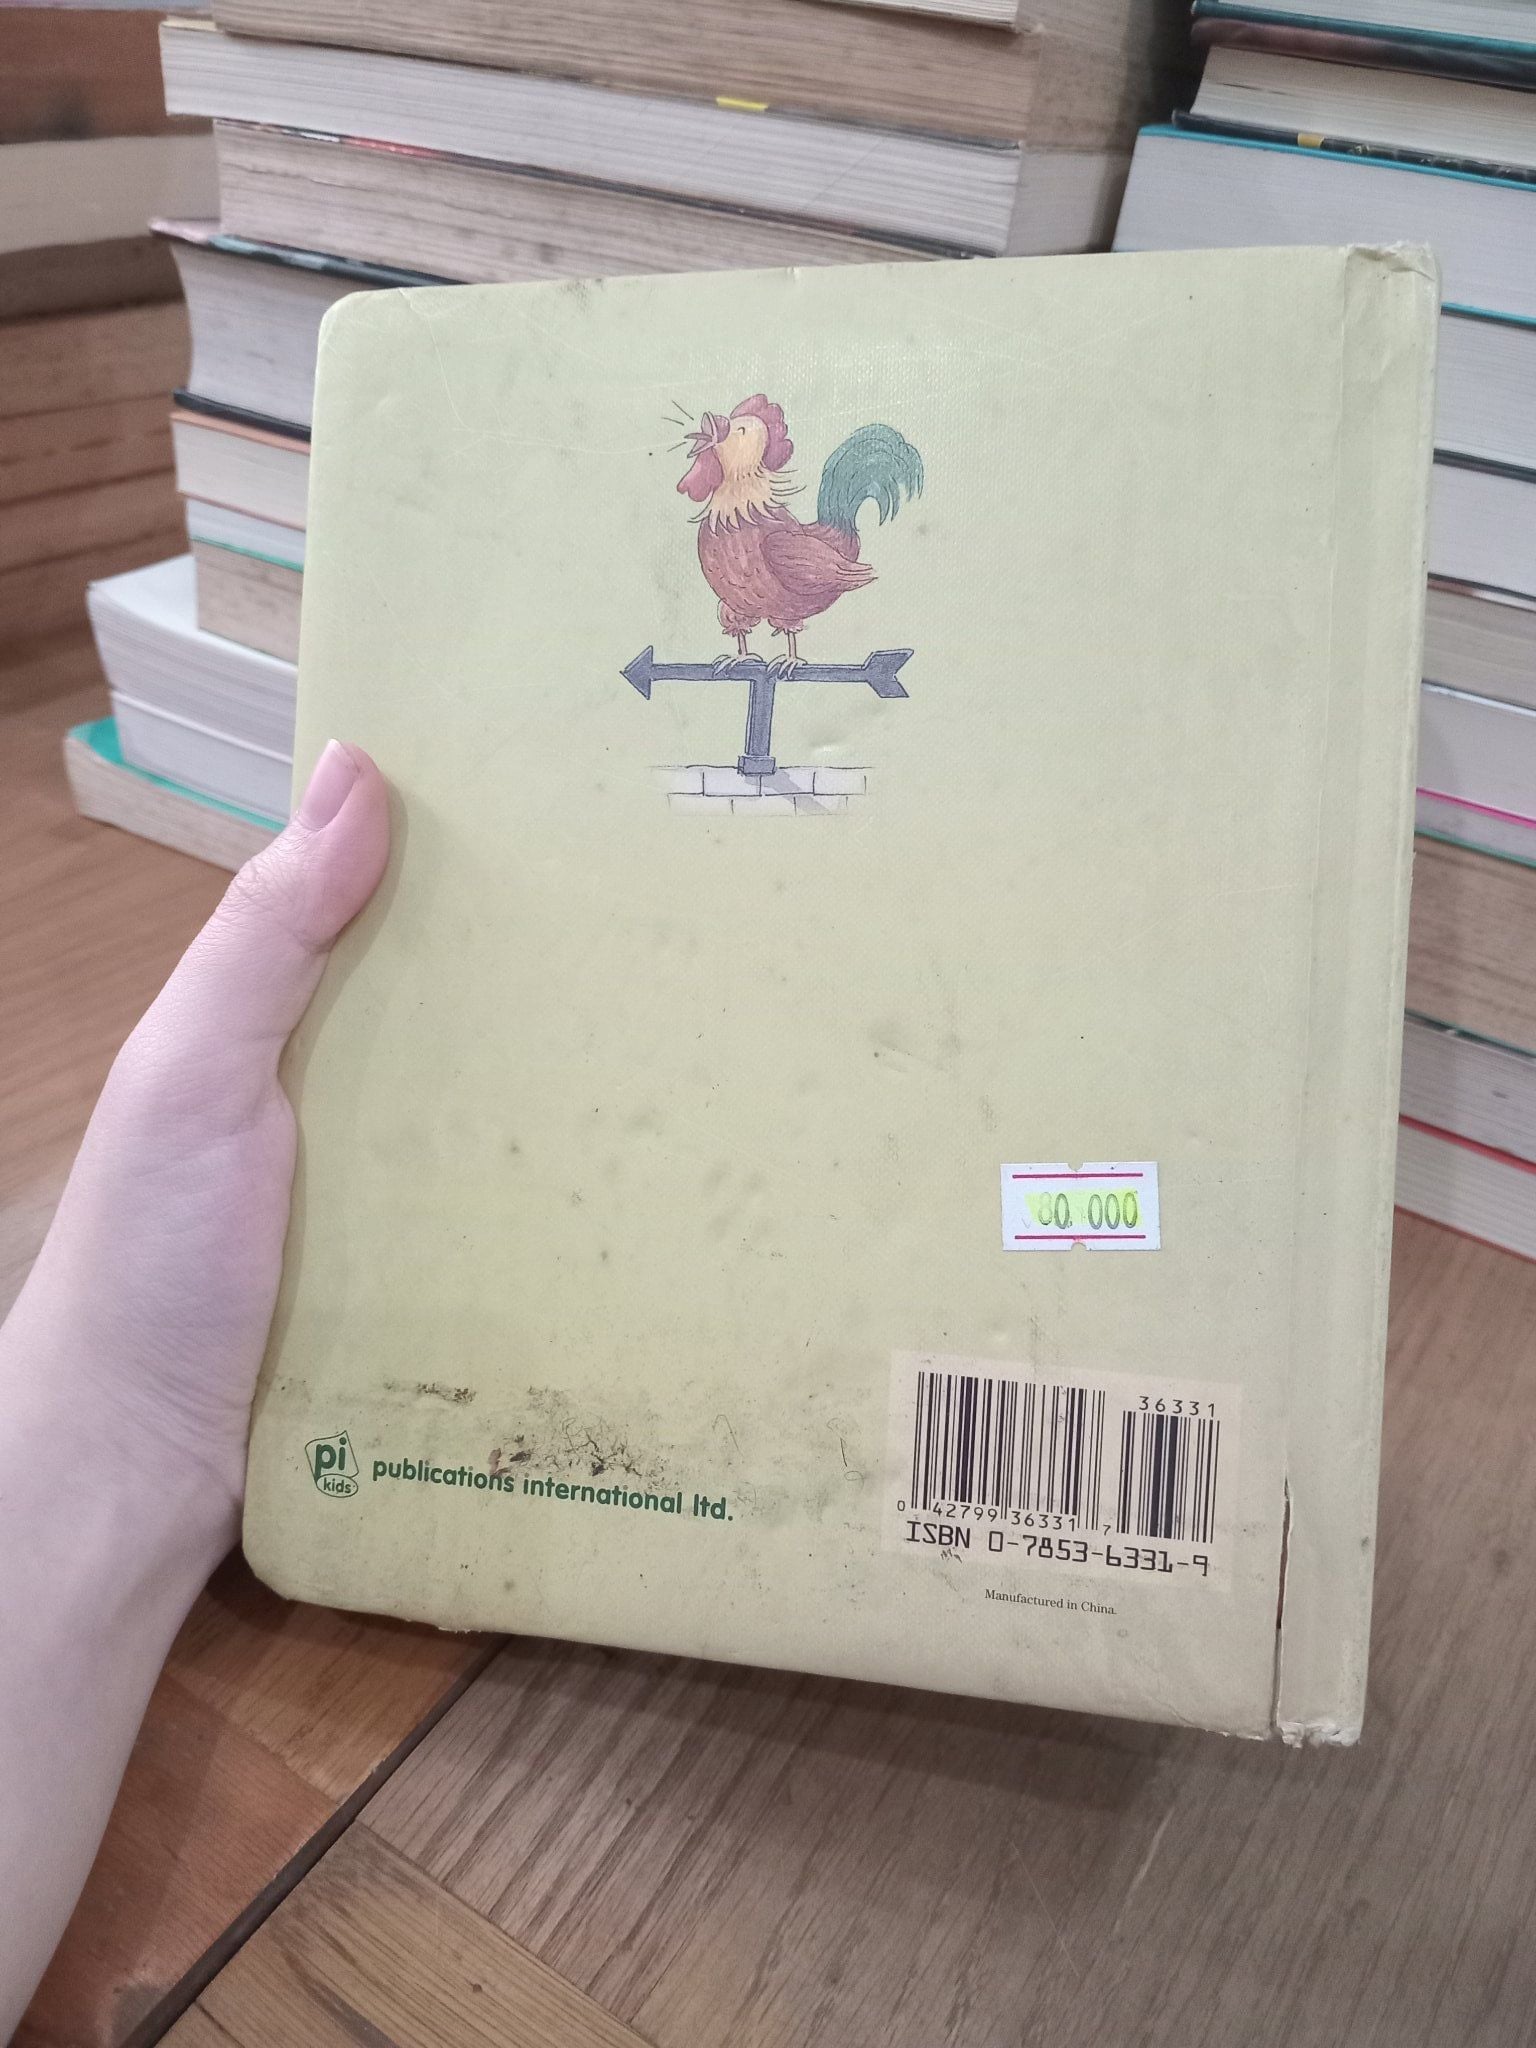 80.000
36331
0 42799 36331 7
ISBN 0-7853-6331-9
pi
kids
publications international ltd.
Manufactured in China.